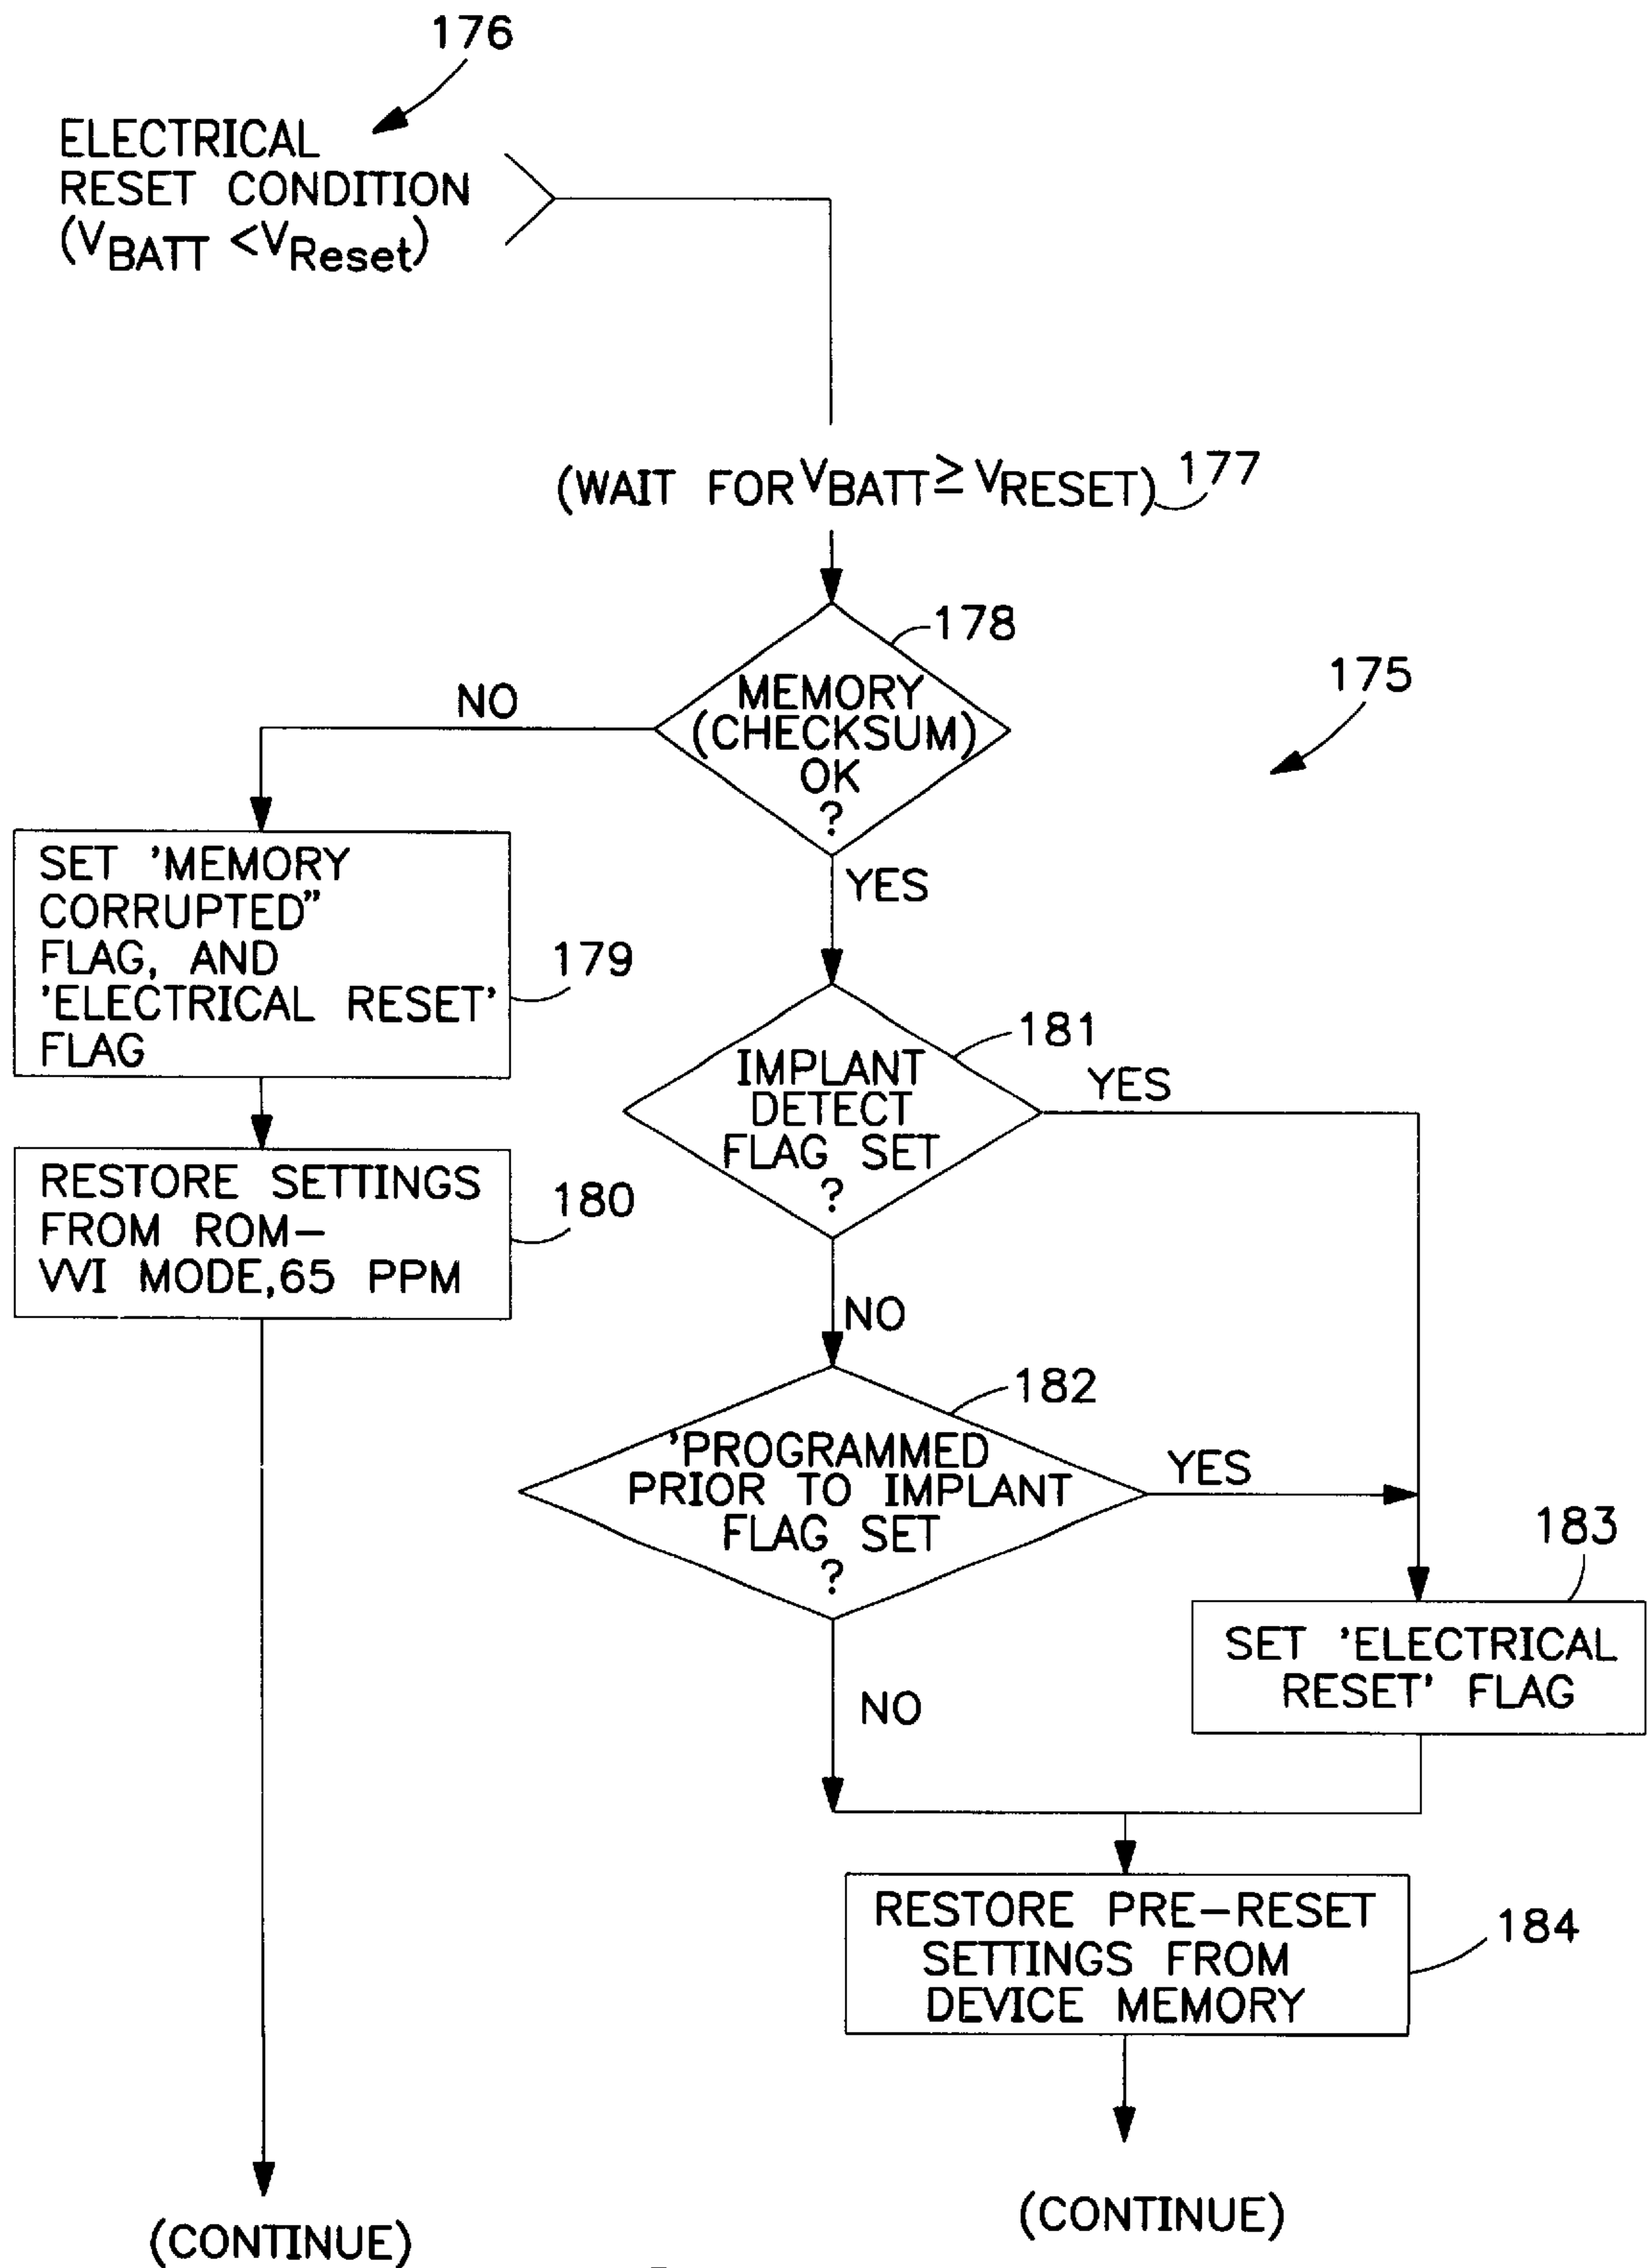 176
ELECTRICAL
RESET CONDITION
(VBATT <VReset)
(WAIT FOR VBATT ≥ VRESET) 177
178
MEMORY
(CHECKSUM)
OK
?
NO
YES
175
SET 'MEMORY
CORRUPTED"
FLAG, AND
'ELECTRICAL RESET'
FLAG
179
RESTORE SETTINGS
FROM ROM-
VVI MODE,65 PPM
180
181
IMPLANT
DETECT
FLAG SET
?
YES
NO
182
'PROGRAMMED
PRIOR TO IMPLANT
FLAG SET
?
YES
NO
183
SET 'ELECTRICAL
RESET' FLAG
RESTORE PRE-RESET
SETTINGS FROM
DEVICE MEMORY
184
(CONTINUE)
(CONTINUE)